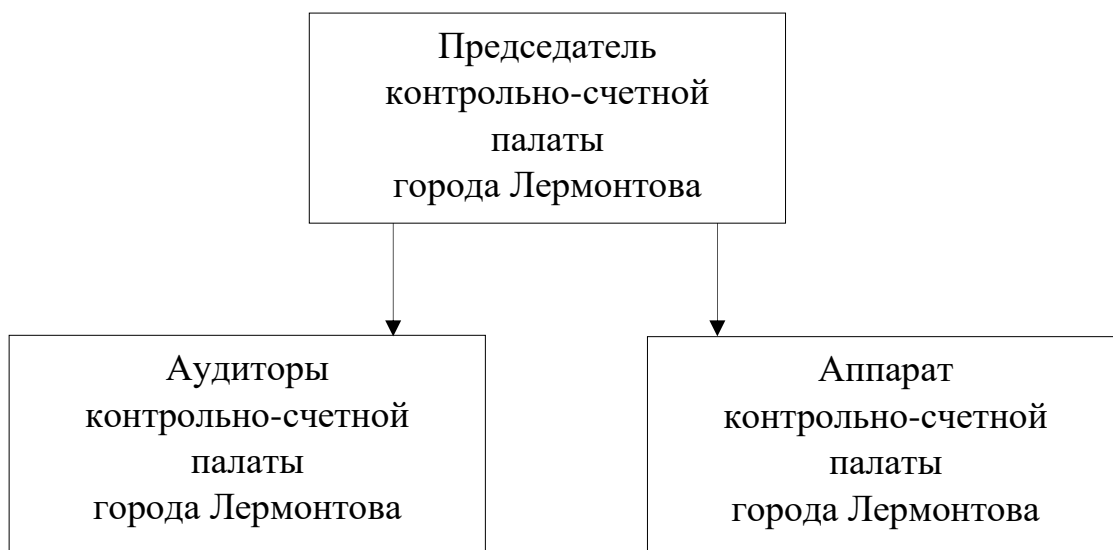 Председатель
контрольно-счетной
палаты
города Лермонтова
Аудиторы
контрольно-счетной
палаты
города Лермонтова
Аппарат
контрольно-счетной
палаты
города Лермонтова